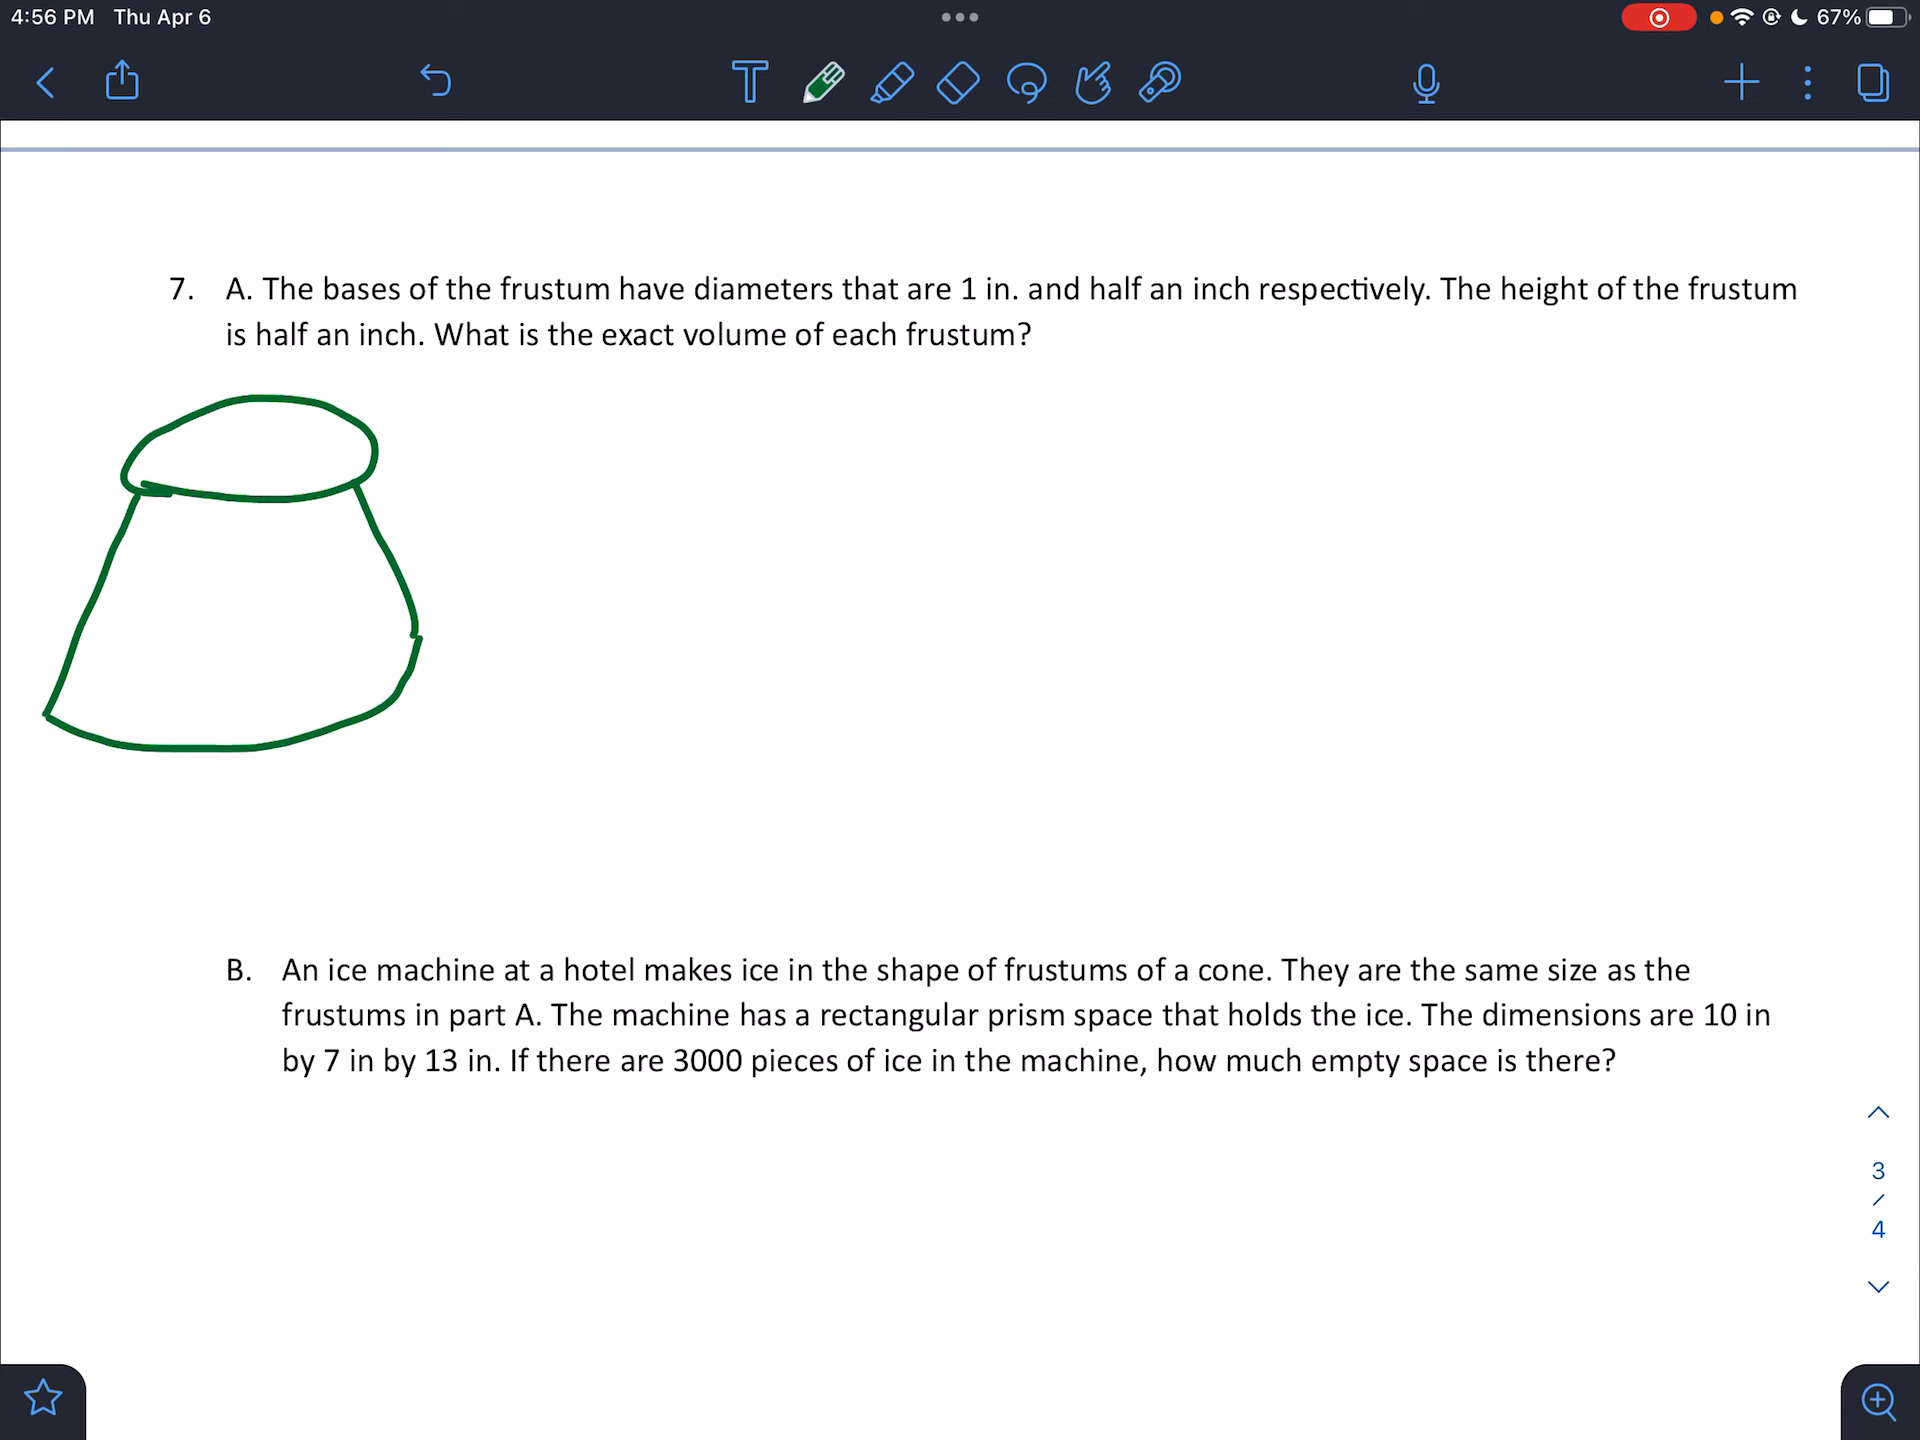 4:56 PM Thu Apr 6
67%
7. A. The bases of the frustum have diameters that are 1 in. and half an inch respectively. The height of the frustum
is half an inch. What is the exact volume of each frustum?
B. An ice machine at a hotel makes ice in the shape of frustums of a cone. They are the same size as the
frustums in part A. The machine has a rectangular prism space that holds the ice. The dimensions are 10 in
by 7 in by 13 in. If there are 3000 pieces of ice in the machine, how much empty space is there?
3
/
4